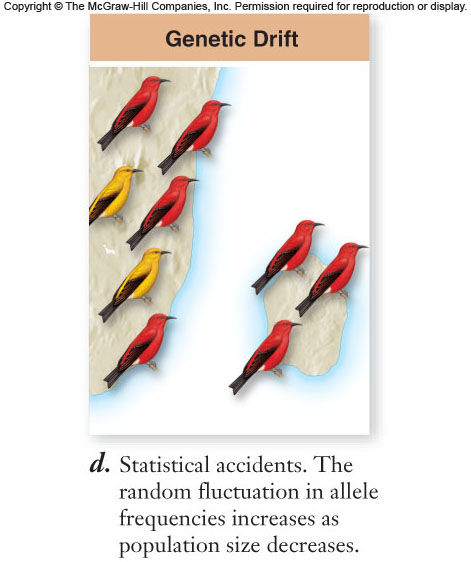 Copyright © The McGraw-Hill Companies, Inc. Permission required for reproduction or display.
Genetic Drift
d. Statistical accidents. The
random fluctuation in allele
frequencies increases as
population size decreases.